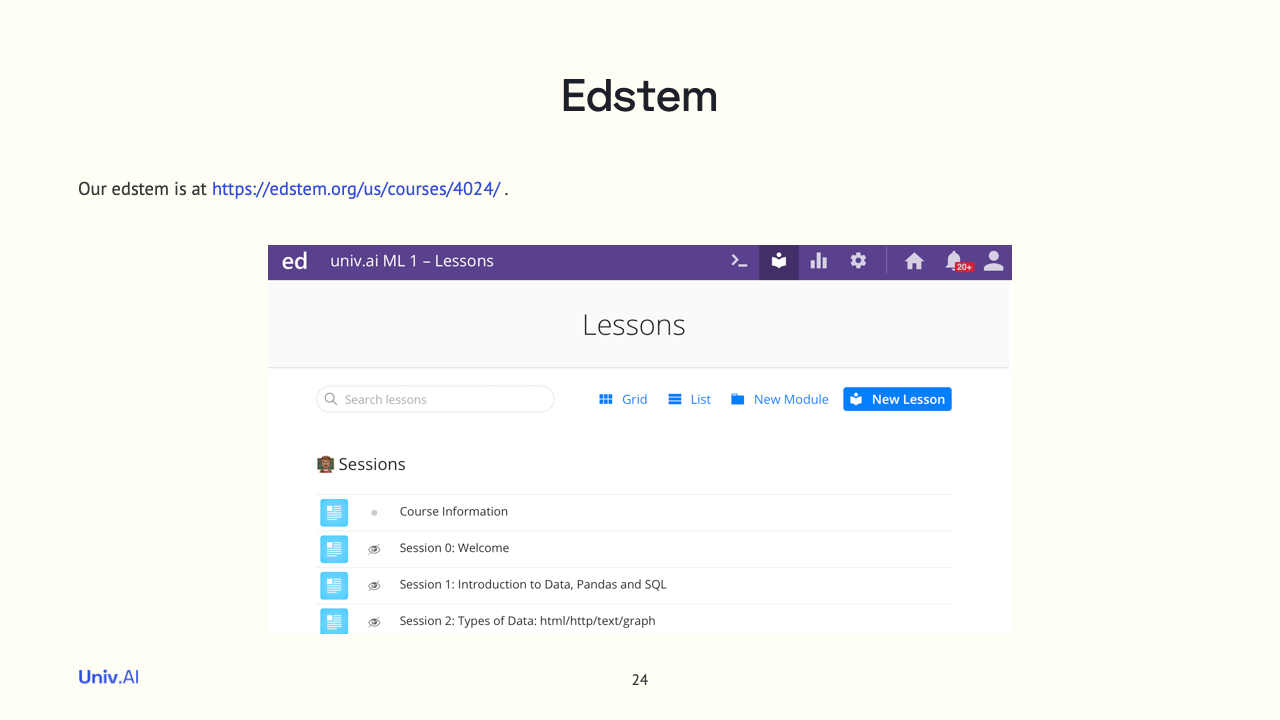 Edstem
Our edstem is at https://edstem.org/us/courses/4024/ .
ed univ.ai ML 1 – Lessons 20+
Lessons
Search lessons Grid List New Module New Lesson
Sessions
Course Information
Session 0: Welcome
Session 1: Introduction to Data, Pandas and SQL
Session 2: Types of Data: html/http/text/graph
Univ.AI 24